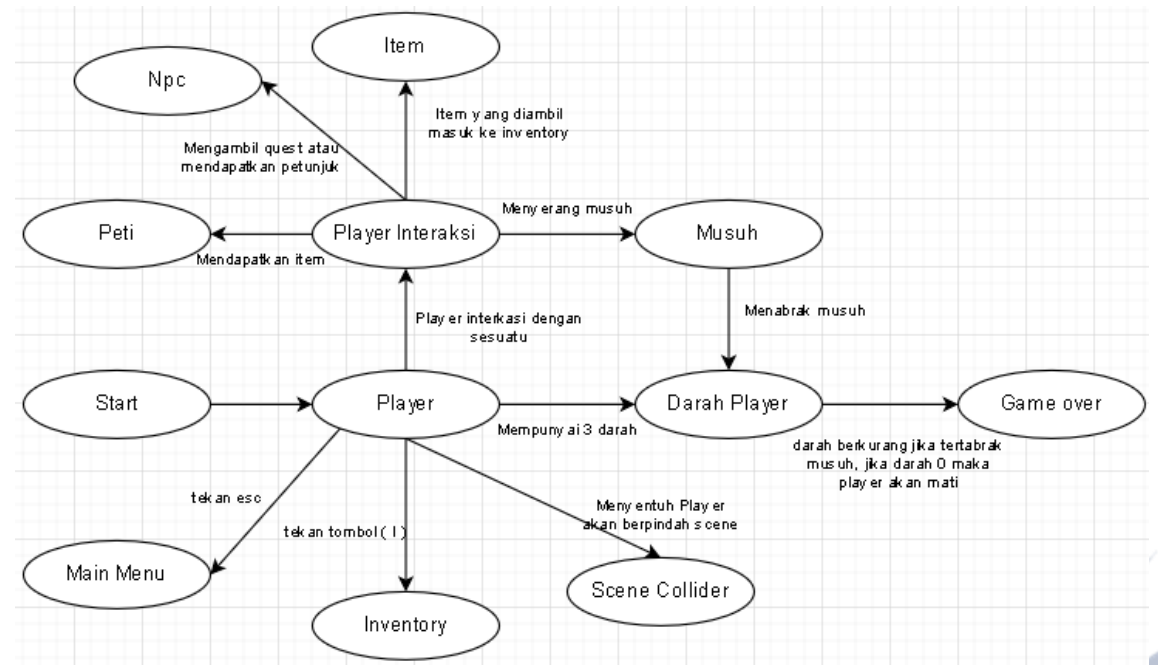 Item
Npc
Item yang diambil
masuk ke inventory
Mengambil quest atau
mendapatkan petunjuk
Menyerang musuh
Peti
Player Interaksi
Musuh
Mendapatkan item
Menabrak musuh
Player interkasi dengan
sesuatu
Start
Player
Darah Player
Game over
Mempunyai 3 darah
darah berkurang jika tertabrak
musuh, jika darah 0 maka
player akan mati
tekan esc
Menyentuh Player
akan berpindah scene
tekan tombol ( I )
Main Menu
Scene Collider
Inventory